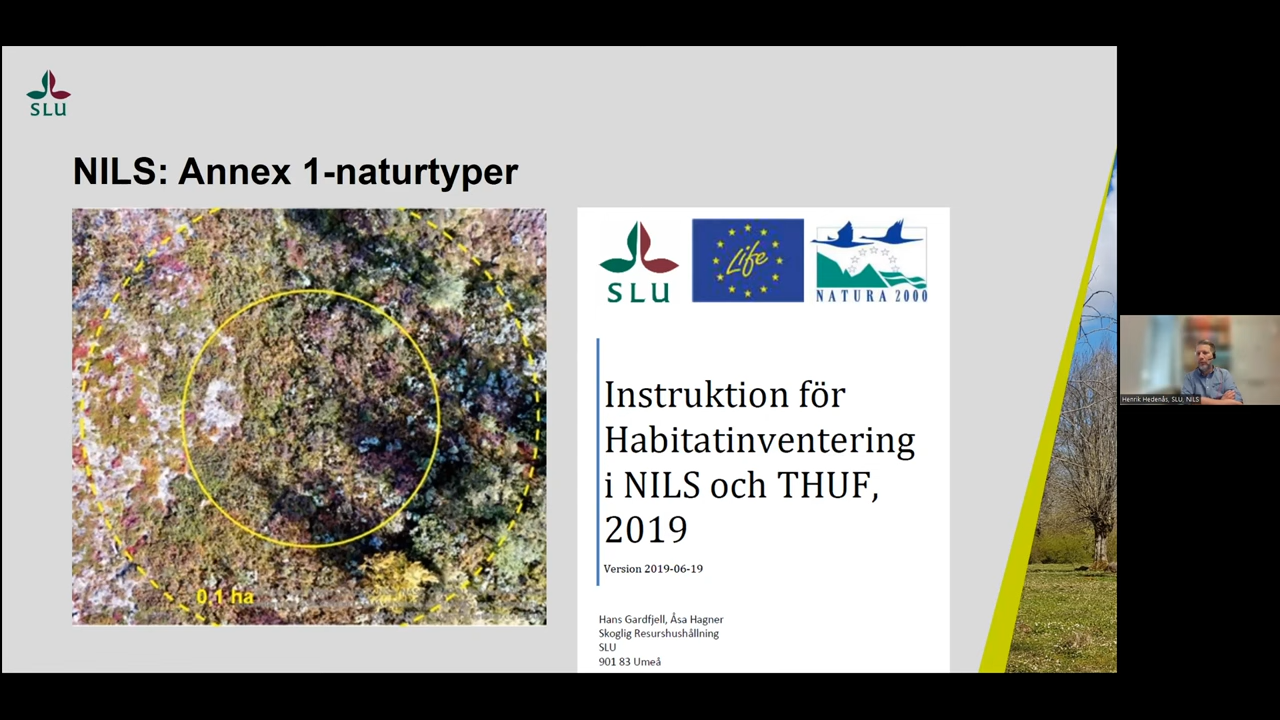 SLU
NILS: Annex 1-naturtyper
0.1 ha
SLU
Life
NATURA 2000
Instruktion för
Habitatinventering
i NILS och THUF,
2019
Version 2019-06-19
Hans Gardfjell, Åsa Hagner
Skoglig Resurshushållning
SLU
901 83 Umeå
Henrik Hedenås, SLU, NILS